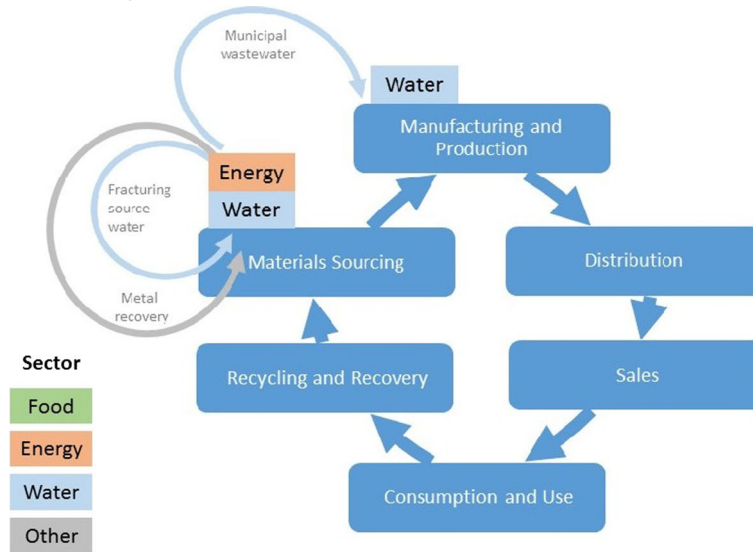 Municipal
wastewater
Water
Manufacturing and
Production
Energy
Water
Fracturing
source
water
Materials Sourcing
Distribution
Metal
recovery
Recycling and Recovery
Sales
Consumption and Use
Sector
Food
Energy
Water
Other